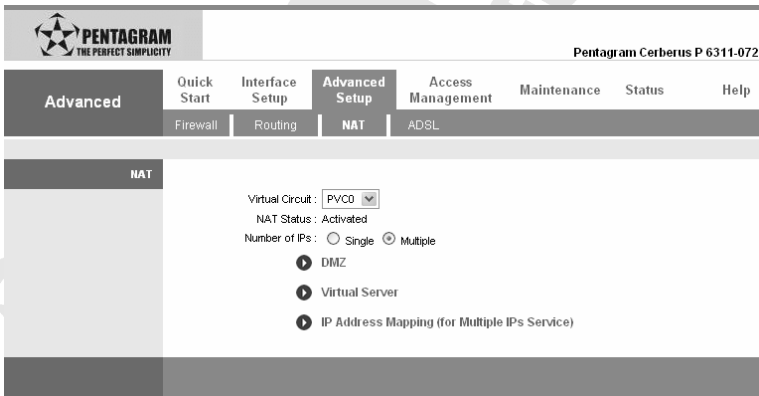 PENTAGRAM
THE PERFECT SIMPLICITY
Pentagram Cerberus P 6311-072
Advanced
Quick Start
Interface Setup
Advanced Setup
Access Management
Maintenance
Status
Help
Firewall
Routing
NAT
ADSL
NAT
Virtual Circuit : PVC0
NAT Status : Activated
Number of IPs : Single Multiple
DMZ
Virtual Server
IP Address Mapping (for Multiple IPs Service)